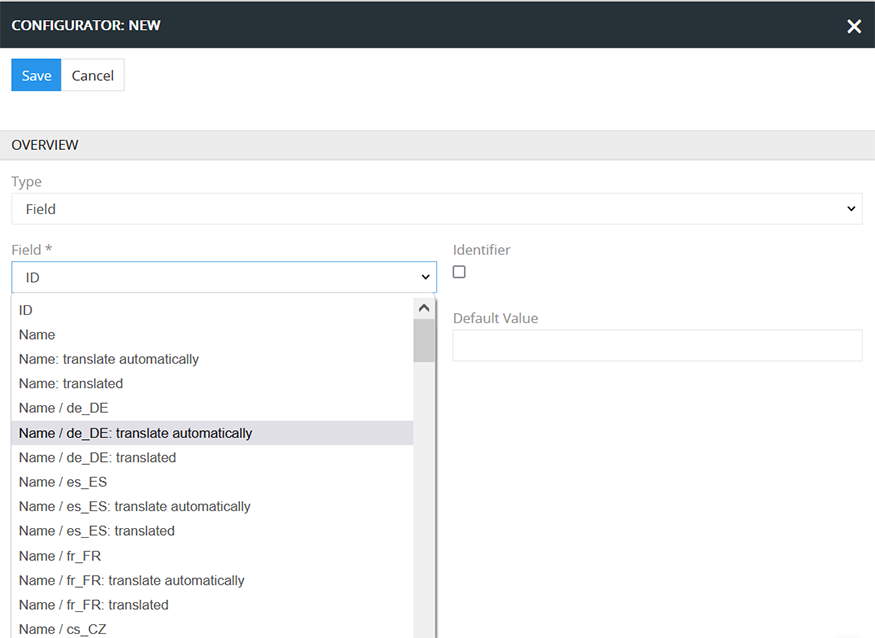 CONFIGURATOR: NEW
Save Cancel
OVERVIEW
Type
Field
Field * Identifier
ID
ID
Default Value
Name
Name: translate automatically
Name: translated
Name / de_DE
Name / de_DE: translate automatically
Name / de_DE: translated
Name / es_ES
Name / es_ES: translate automatically
Name / es_ES: translated
Name / fr_FR
Name / fr_FR: translate automatically
Name / fr_FR: translated
Name / cs_CZ